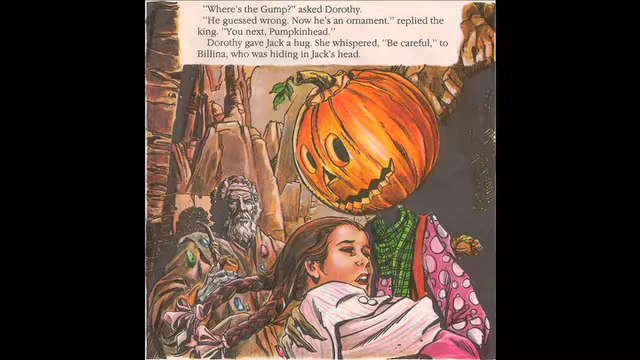 "Where's the Gump?" asked Dorothy.
"He guessed wrong. Now he's an ornament." replied the
king. "You next, Pumpkinhead."
Dorothy gave Jack a hug. She whispered, "Be careful," to
Billina, who was hiding in Jack's head.